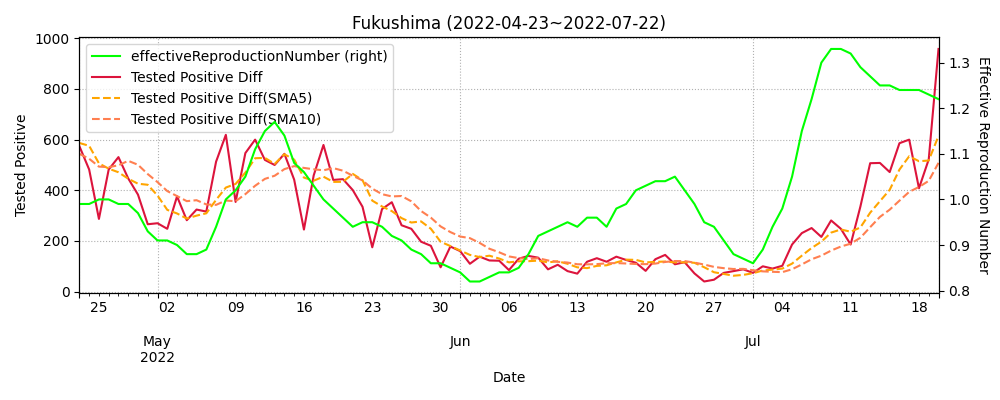 Fukushima (2022-04-23~2022-07-22)
effectiveReproductionNumber (right)
Tested Positive Diff
Tested Positive Diff(SMA5)
Tested Positive Diff(SMA10)
Tested Positive
1000
800
600
400
200
0
Effective Reproduction Number
1.3
1.2
1.1
1.0
0.9
0.8
25 02 09 16 23 30 06 13 20 27 04 11 18
May Jun Jul
2022
Date